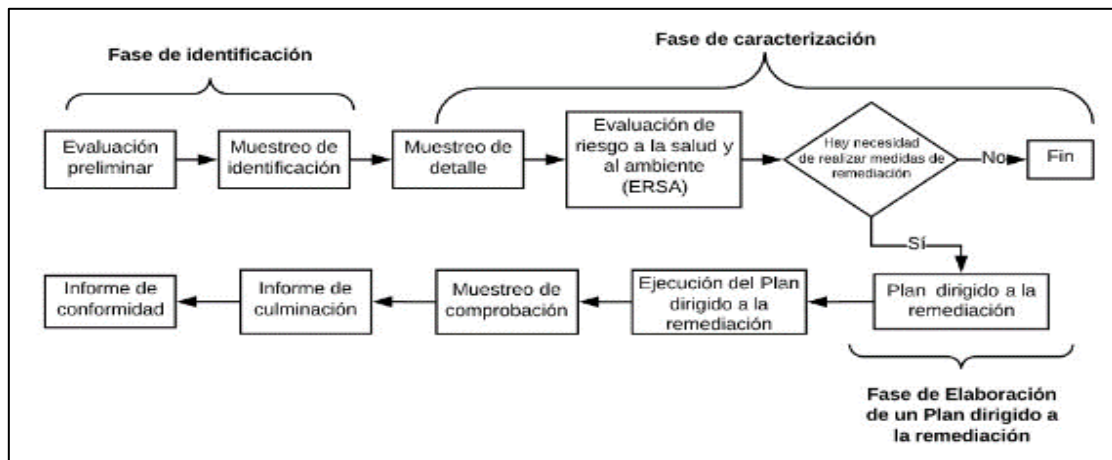 Fase de identificación
Fase de caracterización
Evaluación
preliminar
Muestreo de
identificación
Muestreo de
detalle
Evaluación de
riesgo a la salud y
al ambiente
(ERSA)
Hay necesidad
de realizar medidas de
remediación
No
Fin
Sí
Plan dirigido a la
remediación
Ejecución del Plan
dirigido a la
remediación
Muestreo de
comprobación
Informe de
culminación
Informe de
conformidad
Fase de Elaboración
de un Plan dirigido a
la remediación